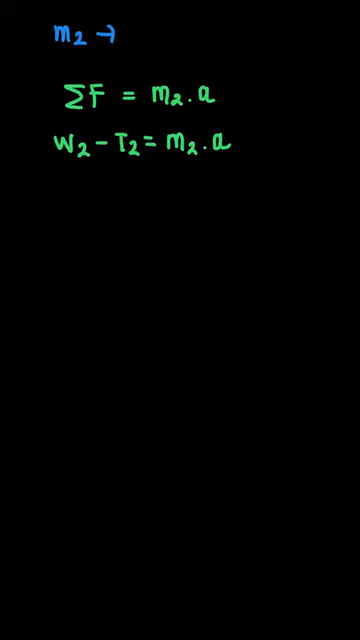 m₂ →
ΣF = m₂ . a
W₂ - T₂ = m₂ . a